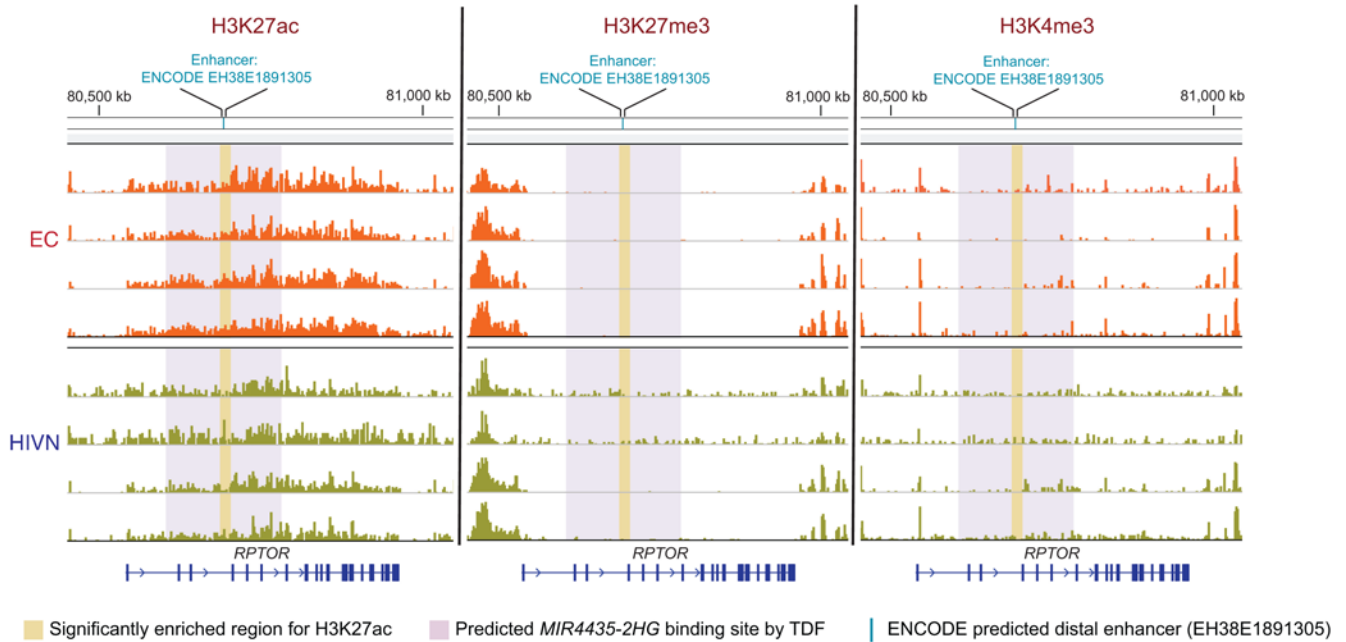 H3K27ac
H3K27me3
H3K4me3
Enhancer:
ENCODE EH38E1891305
Enhancer:
ENCODE EH38E1891305
Enhancer:
ENCODE EH38E1891305
80,500 kb
81,000 kb
80,500 kb
81,000 kb
80,500 kb
81,000 kb
EC
HIVN
RPTOR
RPTOR
RPTOR
Significantly enriched region for H3K27ac
Predicted MIR4435-2HG binding site by TDF
ENCODE predicted distal enhancer (EH38E1891305)